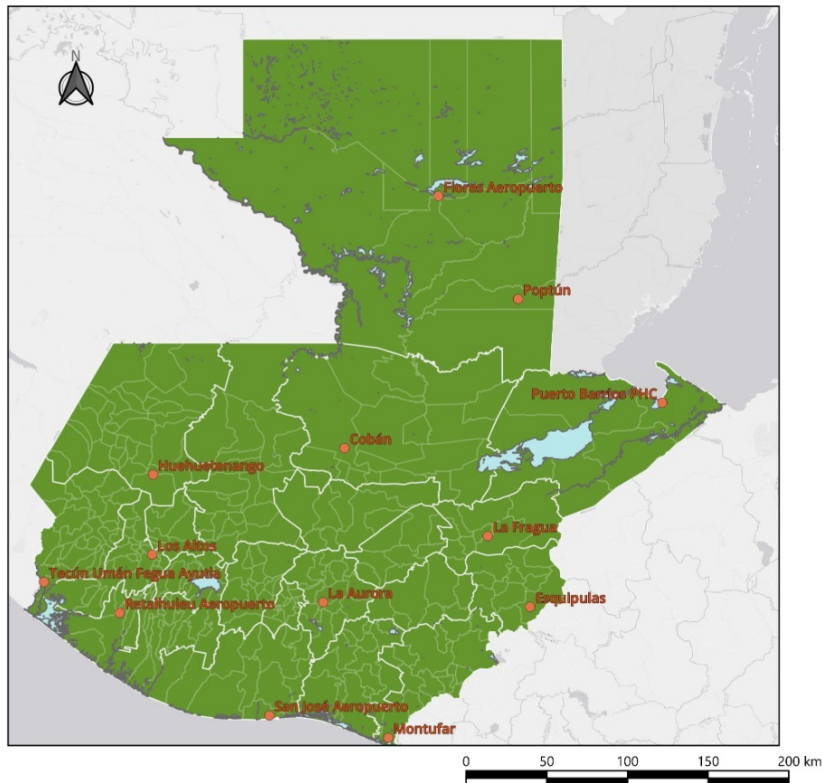 N
Flores Aeropuerto
Poptún
Puerto Barrios PHC
Cobán
Huehuetenango
La Fragua
Los Altos
Tecún Umán Fegua Ayutla
La Aurora
Esquipulas
Retalhuleu Aeropuerto
San José Aeropuerto
Montufar
0 50 100 150 200 km